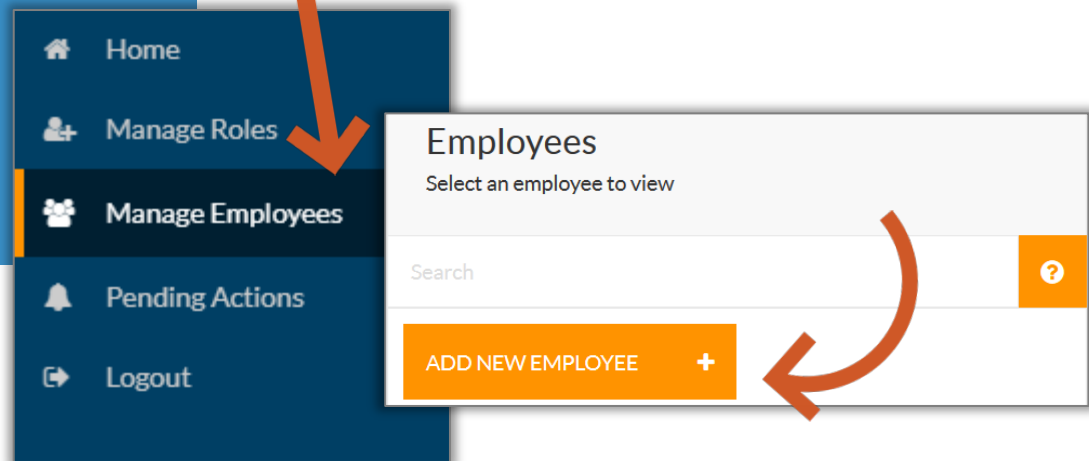 Home
Manage Roles
Manage Employees
Pending Actions
Logout
Employees
Select an employee to view
Search
?
ADD NEW EMPLOYEE +